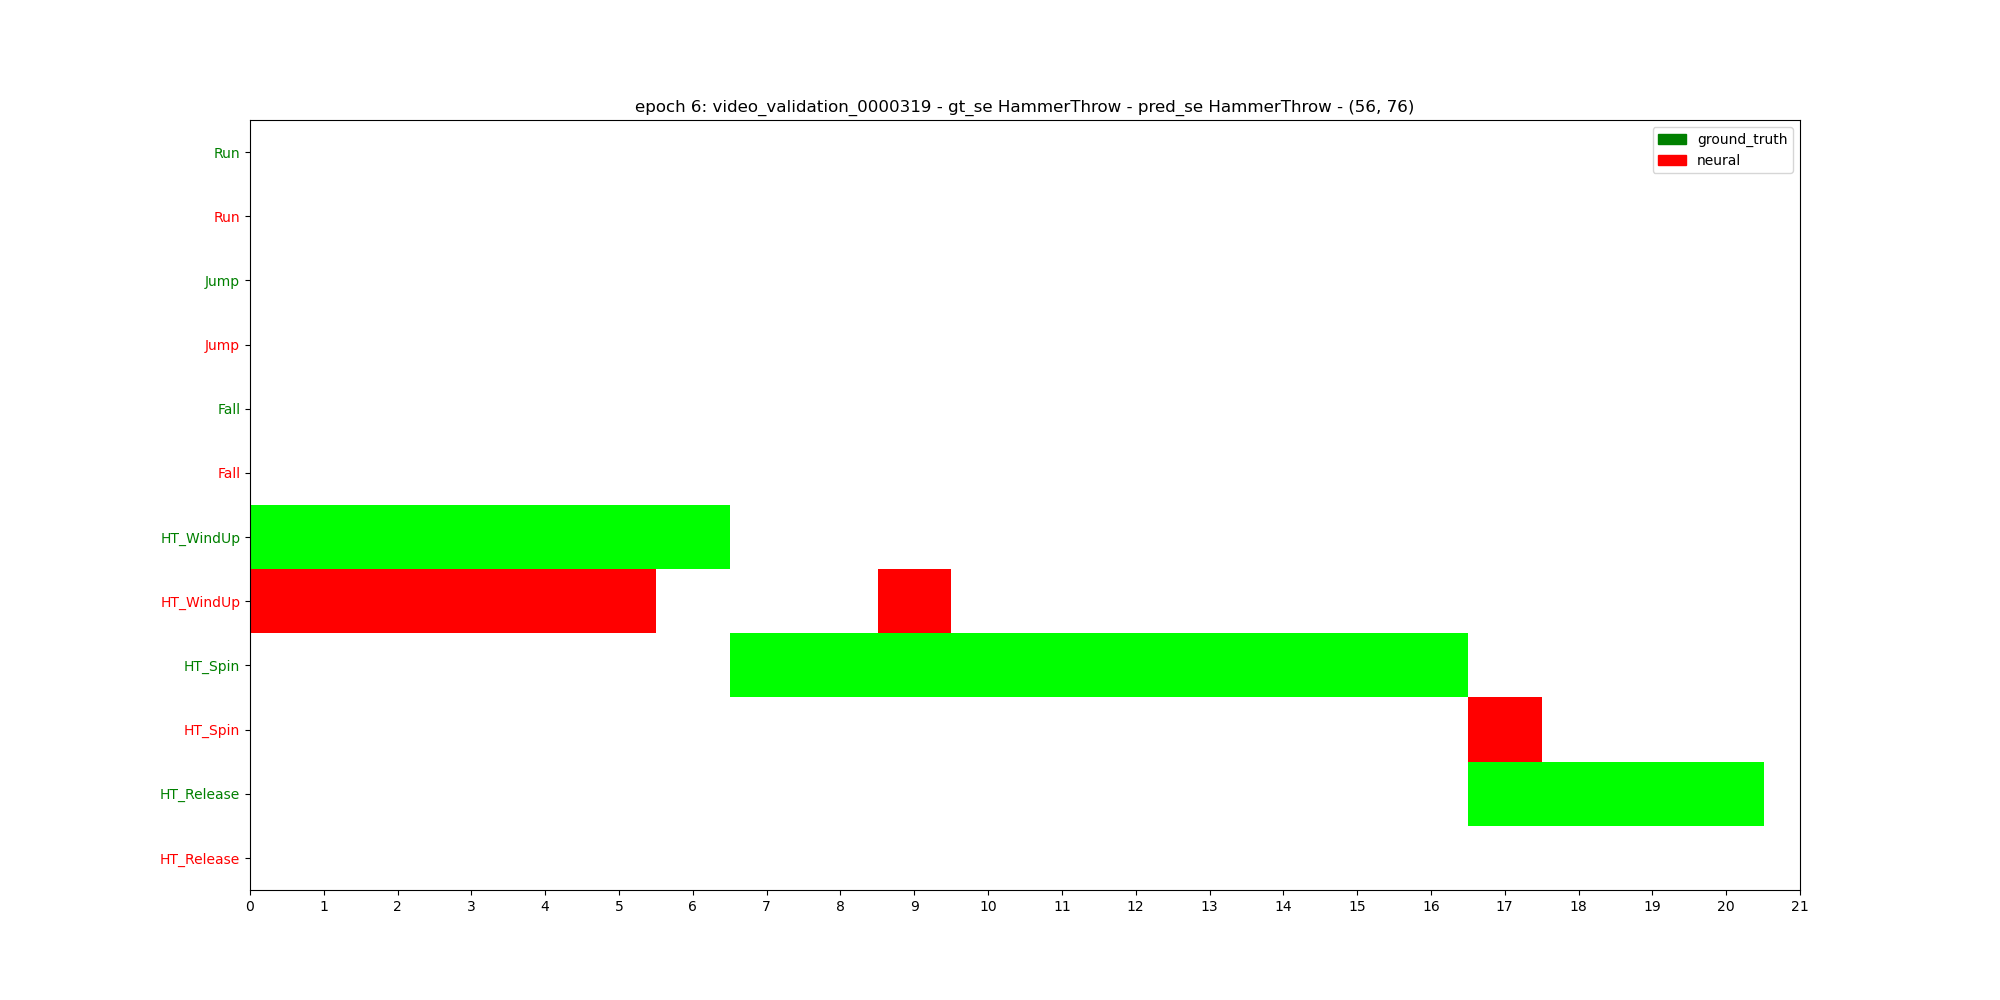 epoch 6: video_validation_0000319 - gt_se HammerThrow - pred_se HammerThrow - (56, 76)
ground_truth
neural
Run
Run
Jump
Jump
Fall
Fall
HT_WindUp
HT_WindUp
HT_Spin
HT_Spin
HT_Release
HT_Release
0 1 2 3 4 5 6 7 8 9 10 11 12 13 14 15 16 17 18 19 20 21